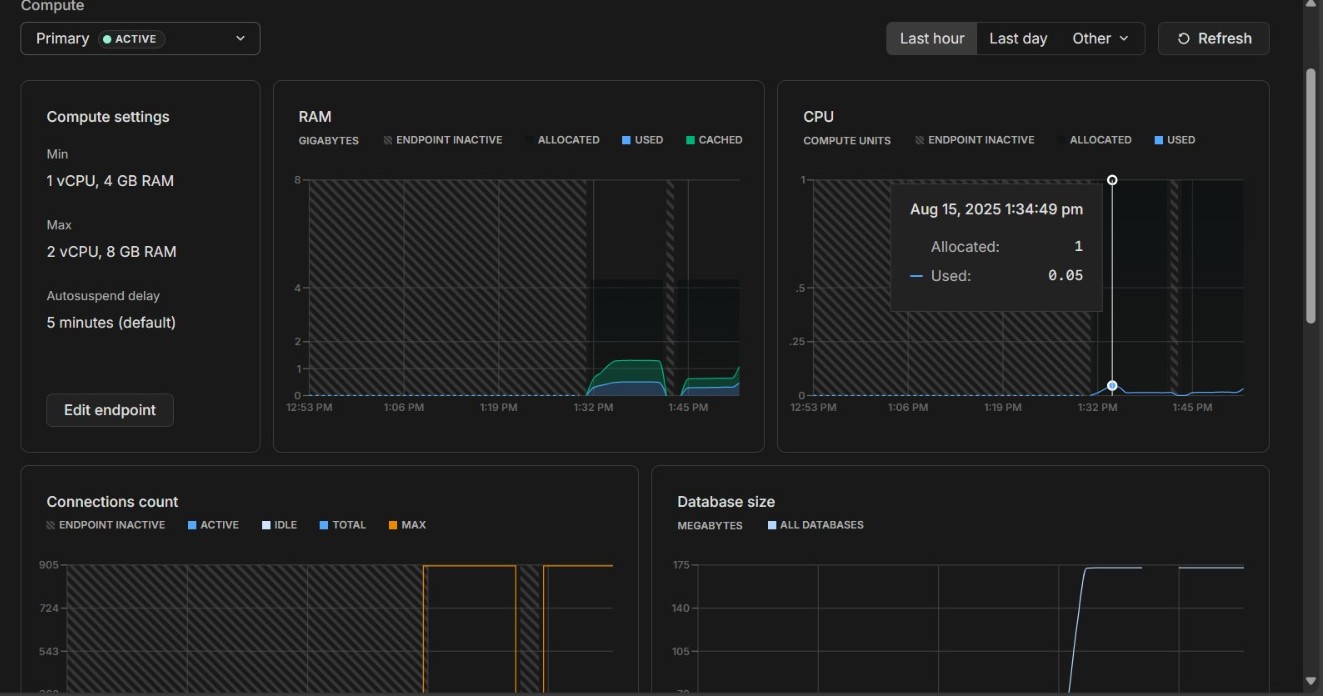 Compute
Primary ACTIVE
Last hour Last day Other Refresh
Compute settings
Min
1 vCPU, 4 GB RAM
Max
2 vCPU, 8 GB RAM
Autosuspend delay
5 minutes (default)
Edit endpoint
RAM
GIGABYTES ENDPOINT INACTIVE ALLOCATED USED CACHED
8
4
2
1
0
12:53 PM 1:06 PM 1:19 PM 1:32 PM 1:45 PM
CPU
COMPUTE UNITS ENDPOINT INACTIVE ALLOCATED USED
1
.5
.25
0
Aug 15, 2025 1:34:49 pm
Allocated: 1
Used: 0.05
12:53 PM 1:06 PM 1:19 PM 1:32 PM 1:45 PM
Connections count
ENDPOINT INACTIVE ACTIVE IDLE TOTAL MAX
905
724
543
Database size
MEGABYTES ALL DATABASES
175
140
105